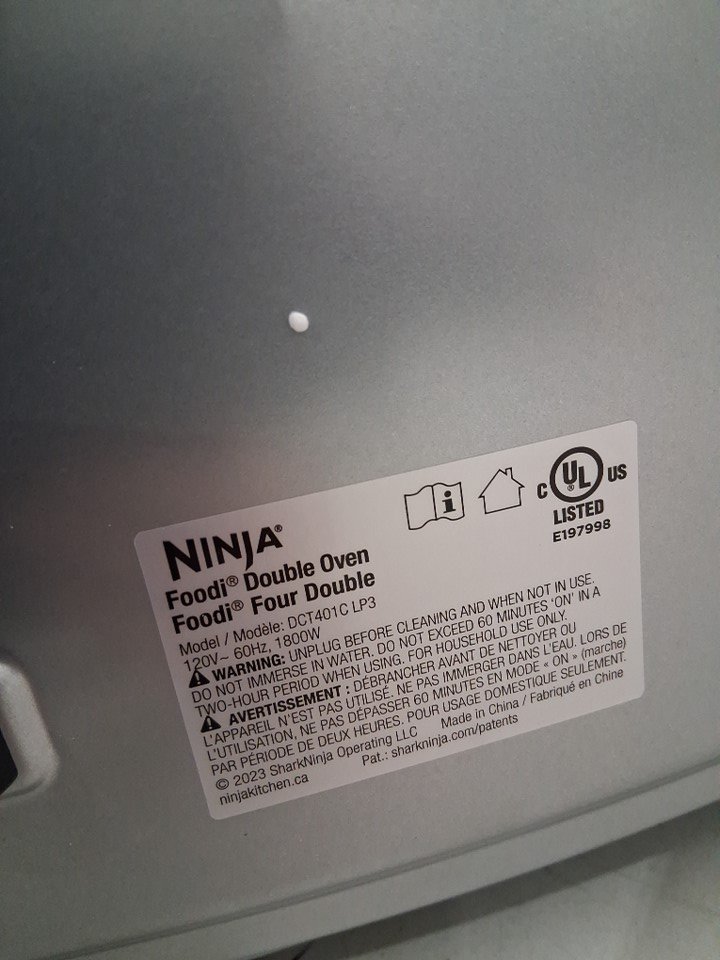 NINJA®
Foodi® Double Oven
Foodi® Four Double
Model / Modèle: DCT401C LP3
120V~ 60Hz, 1800W
i
C UL® US
LISTED
E197998
WARNING: UNPLUG BEFORE CLEANING AND WHEN NOT IN USE.
DO NOT IMMERSE IN WATER. DO NOT EXCEED 60 MINUTES 'ON' IN A
TWO-HOUR PERIOD WHEN USING. FOR HOUSEHOLD USE ONLY.
AVERTISSEMENT : DÉBRANCHER AVANT DE NETTOYER OU
L'APPAREIL N'EST PAS UTILISÉ. NE PAS IMMERGER DANS L'EAU. LORS DE
L'UTILISATION, NE PAS DÉPASSER 60 MINUTES EN MODE « ON » (marche)
PAR PÉRIODE DE DEUX HEURES. POUR USAGE DOMESTIQUE SEULEMENT.
© 2023 SharkNinja Operating LLC Made in China / Fabriqué en Chine
ninjakitchen.ca Pat.: sharkninja.com/patents